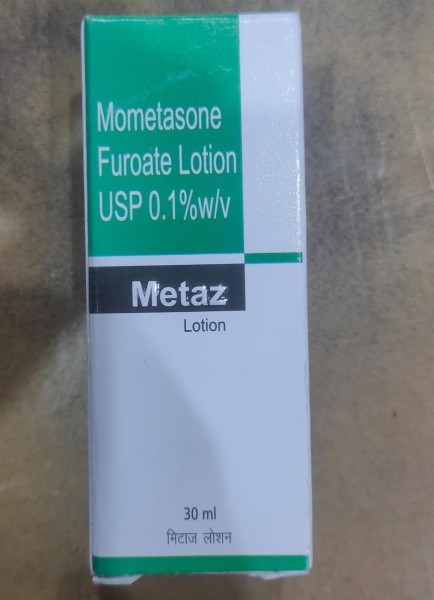 Mometasone
Furoate Lotion
USP 0.1%w/v
Metaz
Lotion
30 ml
मिटाज लोशन